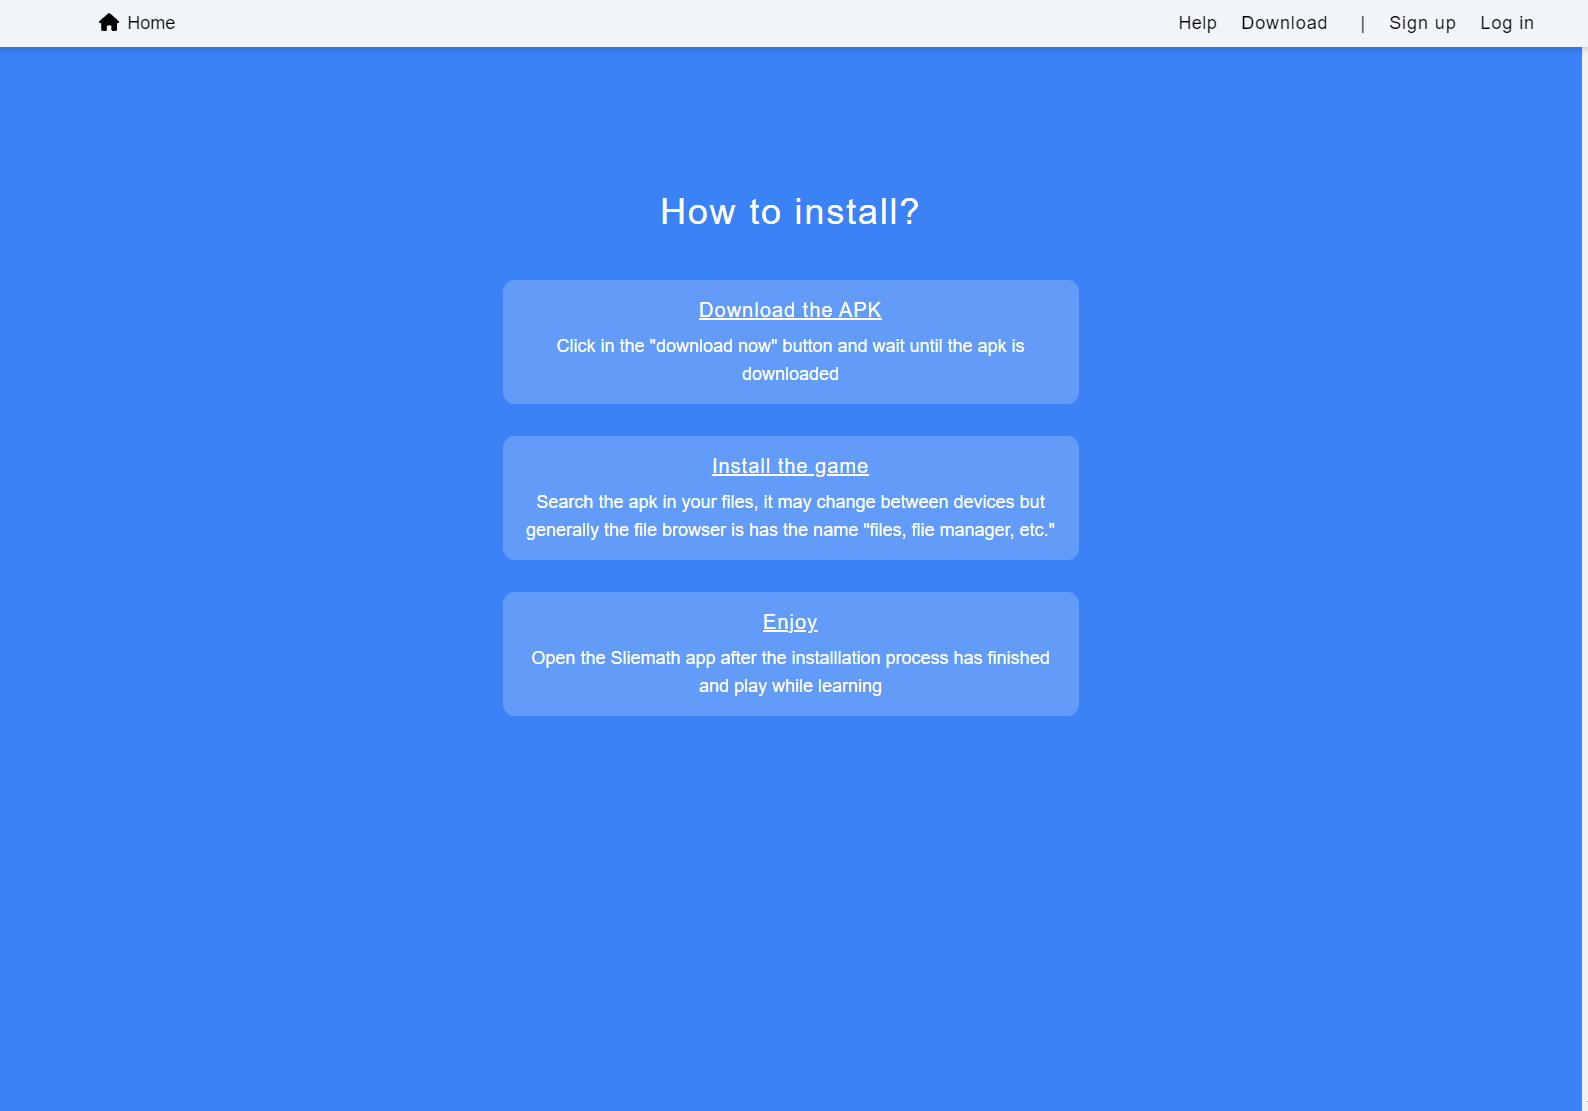 Home
Help Download | Sign up Log in
How to install?
Download the APK
Click in the "download now" button and wait until the apk is
downloaded
Install the game
Search the apk in your files, it may change between devices but
generally the file browser is has the name "files, flie manager, etc."
Enjoy
Open the Sliemath app after the installlation process has finished
and play while learning